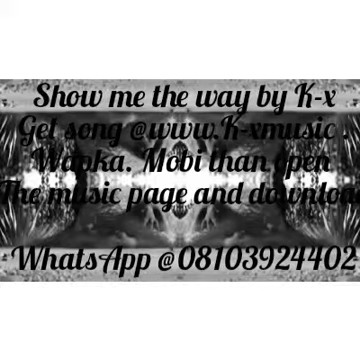 Show me the way by K-x
Get song @www.K-xmusic .
Wapka. Mobi than open
The music page and download
WhatsApp @08103924402